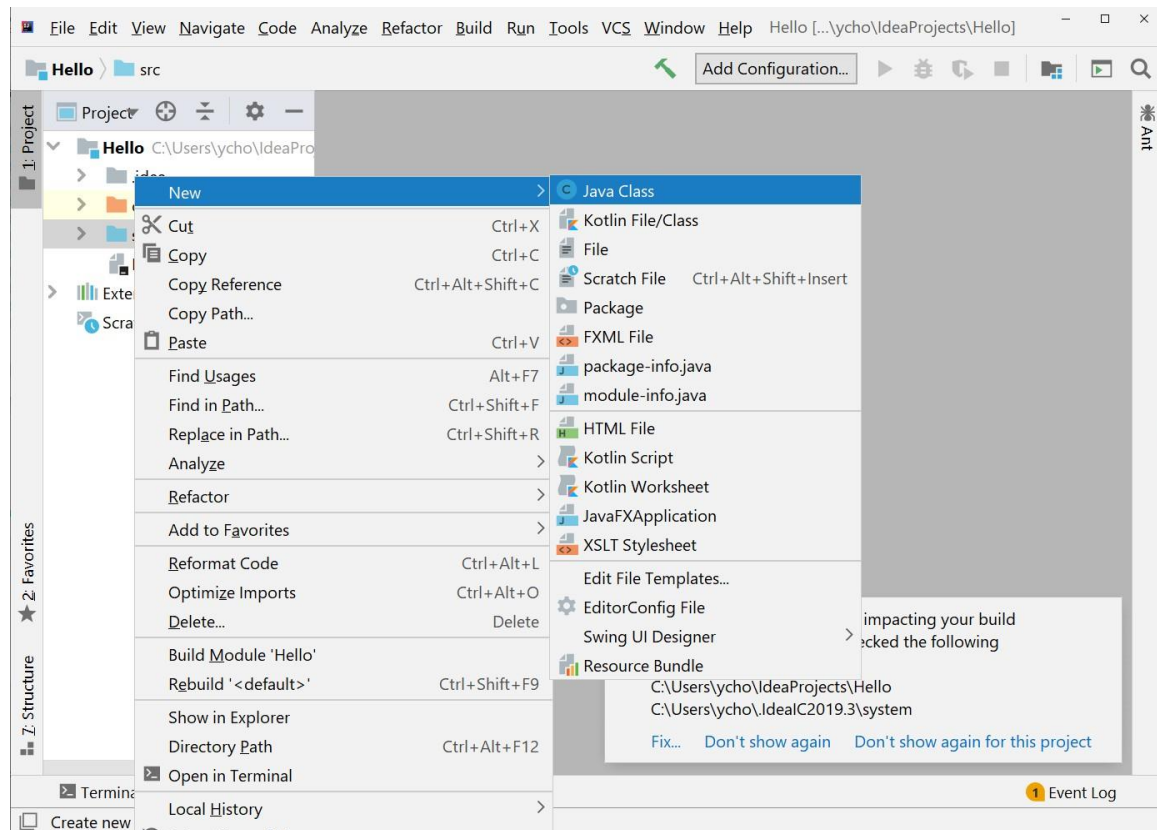 File Edit View Navigate Code Analyze Refactor Build Run Tools VCS Window Help Hello [...\ycho\IdeaProjects\Hello]
Hello src Add Configuration...
1: Project
Project
Ant
Hello C:\Users\ycho\IdeaPro
.idea
Exte
Scra
New
Cut Ctrl+X
Copy Ctrl+C
Copy Reference Ctrl+Alt+Shift+C
Copy Path...
Paste Ctrl+V
Find Usages Alt+F7
Find in Path... Ctrl+Shift+F
Replace in Path... Ctrl+Shift+R
Analyze
Refactor
Add to Favorites
Reformat Code Ctrl+Alt+L
Optimize Imports Ctrl+Alt+O
Delete... Delete
Build Module 'Hello'
Rebuild '<default>' Ctrl+Shift+F9
Show in Explorer
Directory Path Ctrl+Alt+F12
Open in Terminal
Local History
Java Class
Kotlin File/Class
File
Scratch File Ctrl+Alt+Shift+Insert
Package
FXML File
package-info.java
module-info.java
HTML File
Kotlin Script
Kotlin Worksheet
JavaFXApplication
XSLT Stylesheet
Edit File Templates...
EditorConfig File
Swing UI Designer
Resource Bundle
impacting your build
ecked the following
C:\Users\ycho\IdeaProjects\Hello
C:\Users\ycho\.IdeaIC2019.3\system
Fix... Don't show again Don't show again for this project
2: Favorites
7: Structure
Termina
1 Event Log
Create new